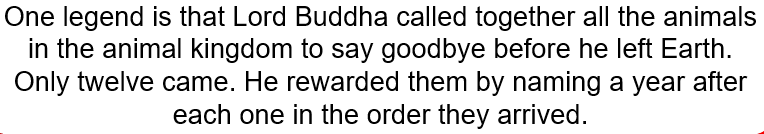 One legend is that Lord Buddha called together all the animals
in the animal kingdom to say goodbye before he left Earth.
Only twelve came. He rewarded them by naming a year after
each one in the order they arrived.